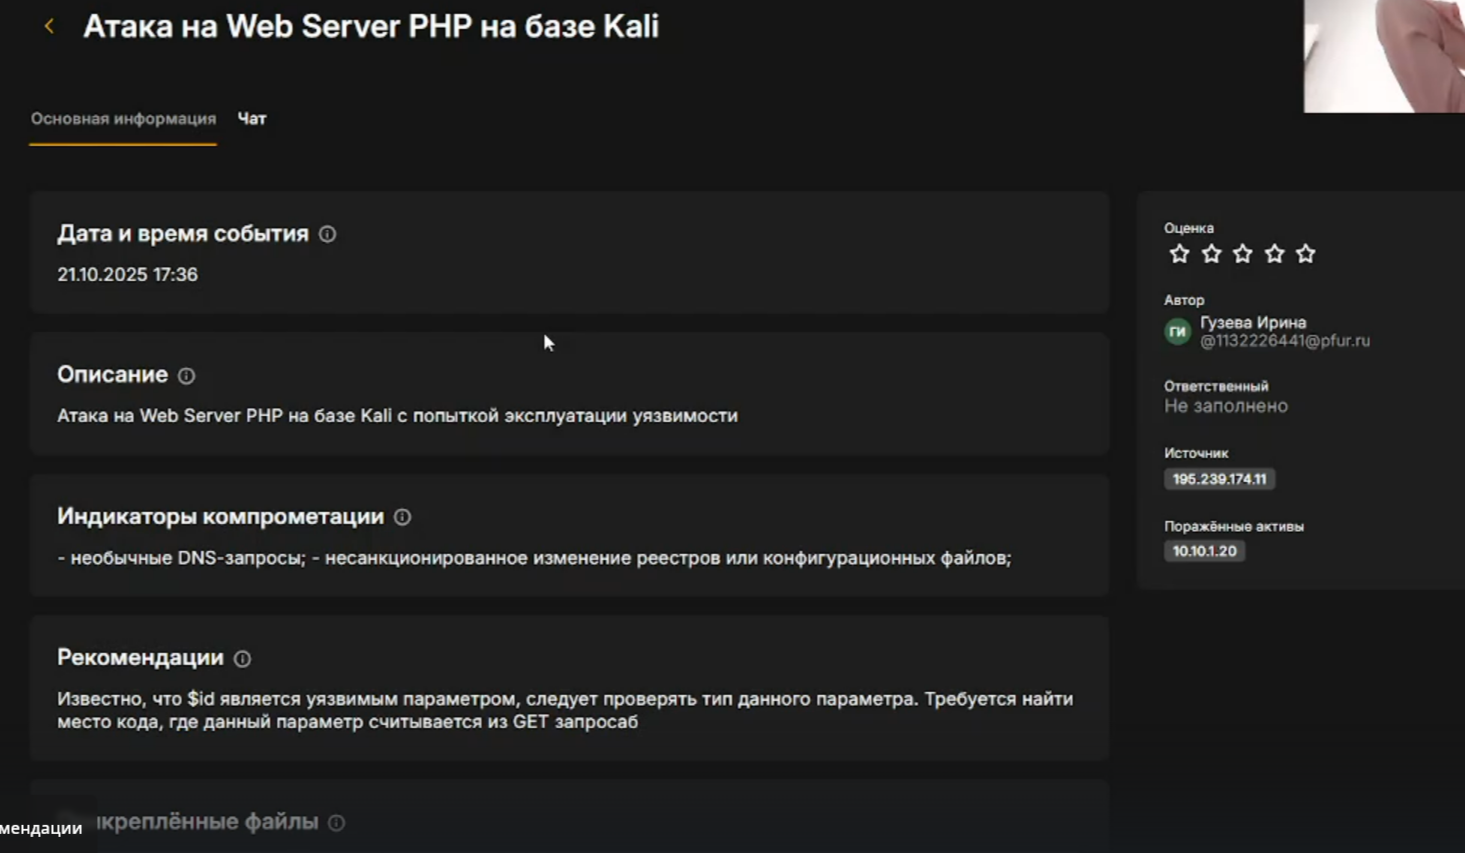 Атака на Web Server PHP на базе Kali
Основная информация Чат
Дата и время события
21.10.2025 17:36
Описание
Атака на Web Server PHP на базе Kali с попыткой эксплуатации уязвимости
Индикаторы компрометации
- необычные DNS-запросы; - несанкционированное изменение реестров или конфигурационных файлов;
Рекомендации
Известно, что $id является уязвимым параметром, следует проверять тип данного параметра. Требуется найти
место кода, где данный параметр считывается из GET запросаб
файлы
Оценка
Автор
ГИ
Гузева Ирина
@1132226441@pfur.ru
Ответственный
Не заполнено
Источник
195.239.174.11
Поражённые активы
10.10.1.20